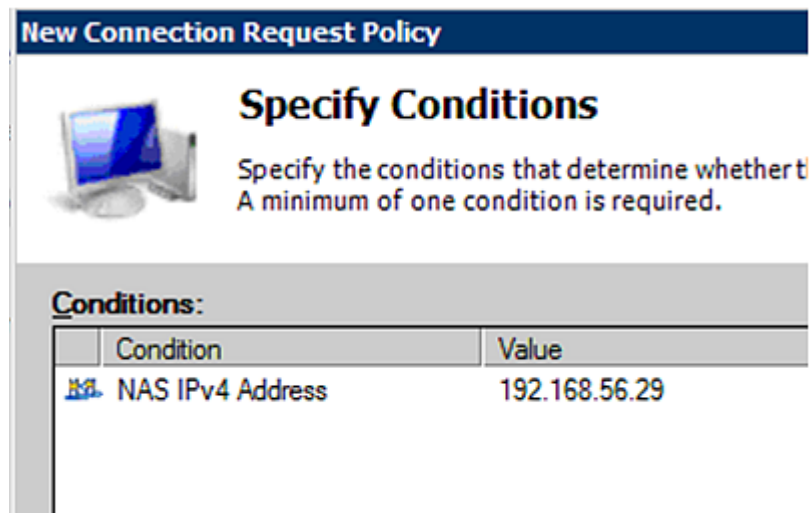 New Connection Request Policy
Specify Conditions
Specify the conditions that determine whether
A minimum of one condition is required.
Conditions:
Condition Value
NAS IPv4 Address 192.168.56.29